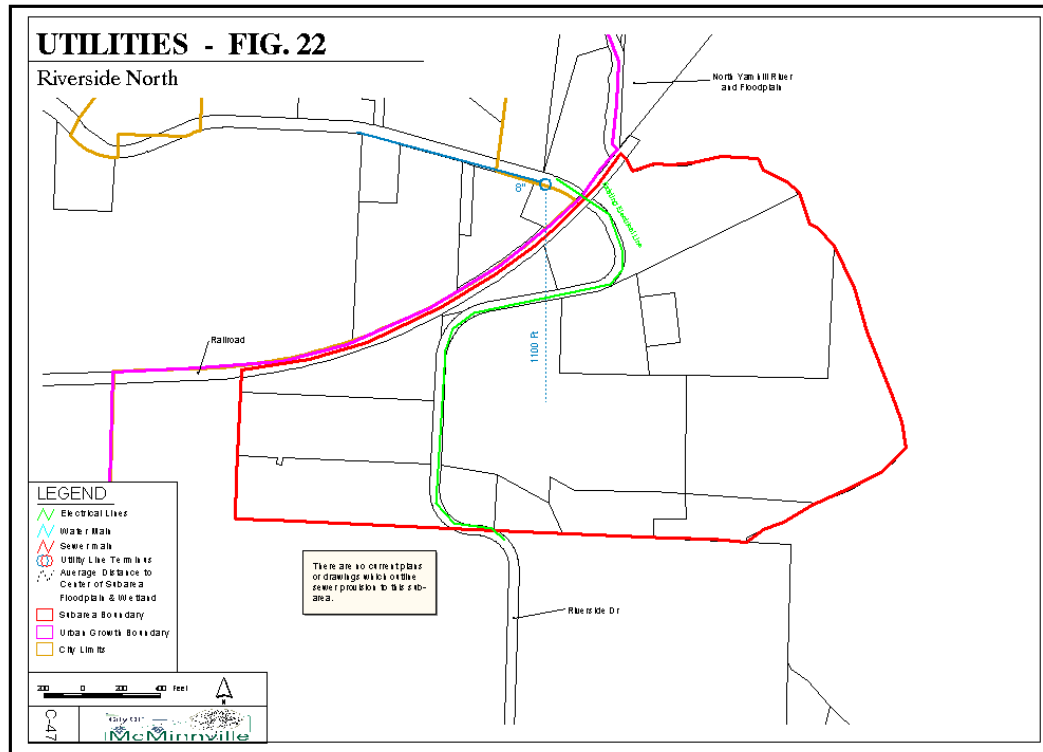 UTILITIES - FIG. 22
Riverside North
North Yamhill River
and Floodplain
8"
Existing Electrical Line
1100 Ft
Railroad
LEGEND
Electrical Lines
Water Main
Sewer main
Utility Line Terminus
Average Distance to
Center of Subarea
Floodplain & Wetland
Subarea Boundary
Urban Growth Boundary
City Limits
There are no current plans
or drawings which outline
sewer provision to this sub-
area.
Riverside Dr
200 0 200 400 Feet
N
C-47
City Of
McMinnville